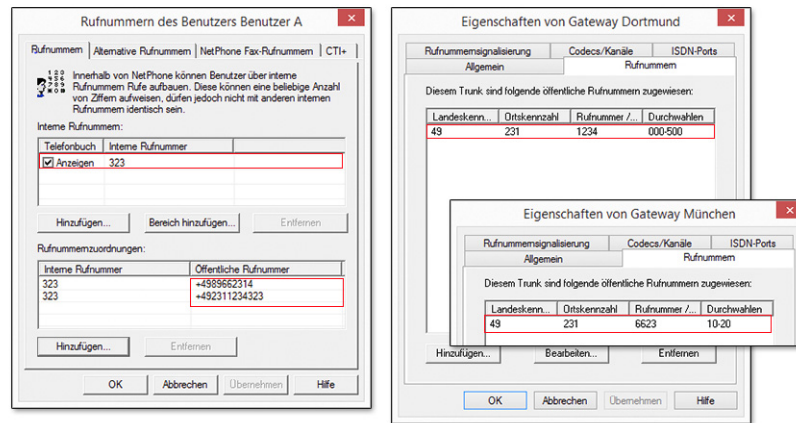 Rufnummern des Benutzers Benutzer A
Rufnummern
Alternative Rufnummern
NetPhone Fax-Rufnummern
CTI+
Innerhalb von NetPhone können Benutzer über interne
Rufnummern Rufe aufbauen. Diese können eine beliebige Anzahl
von Ziffern aufweisen, dürfen jedoch nicht mit anderen internen
Rufnummern identisch sein.
Interne Rufnummern:
Telefonbuch Interne Rufnummer
Anzeigen 323
Hinzufügen... Bereich hinzufügen... Entfernen
Rufnummernzuordnungen:
Interne Rufnummer Öffentliche Rufnummer
323 +4989662314
323 +492311234323
Hinzufügen... Entfernen
OK Abbrechen Übernehmen Hilfe
Eigenschaften von Gateway Dortmund
Rufnummernsignalisierung Codecs/Kanäle ISDN-Ports
Allgemein Rufnummern
Diesem Trunk sind folgende öffentliche Rufnummern zugewiesen:
Landeskenn... Ortskennzahl Rufnummer /... Durchwahlen
49 231 1234 000-500
Hinzufügen... Bearbeiten... Entfernen
OK Abbrechen Übernehmen Hilfe
Eigenschaften von Gateway München
Rufnummernsignalisierung Codecs/Kanäle ISDN-Ports
Allgemein Rufnummern
Diesem Trunk sind folgende öffentliche Rufnummern zugewiesen:
Landeskenn... Ortskennzahl Rufnummer /... Durchwahlen
49 231 6623 10-20